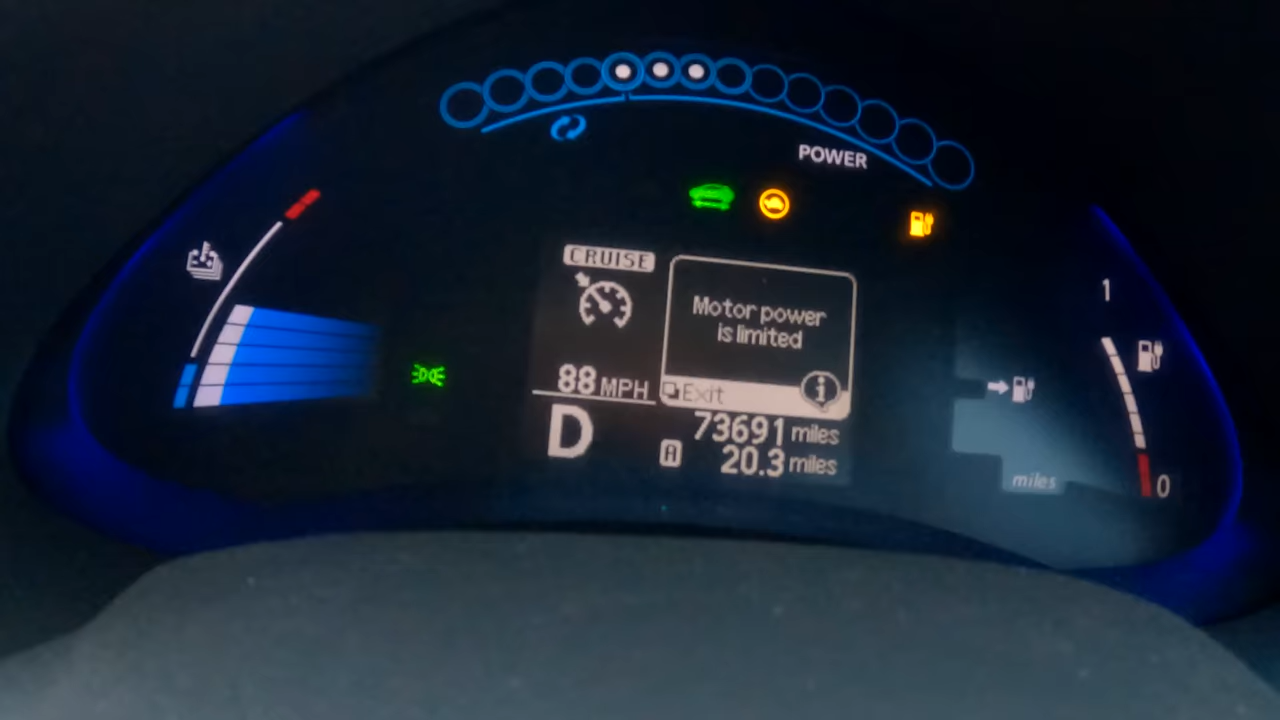 POWER
CRUISE
Motor power
is limited
88 MPH
Exit
D
73691 miles
A 20.3 miles
1
miles
0